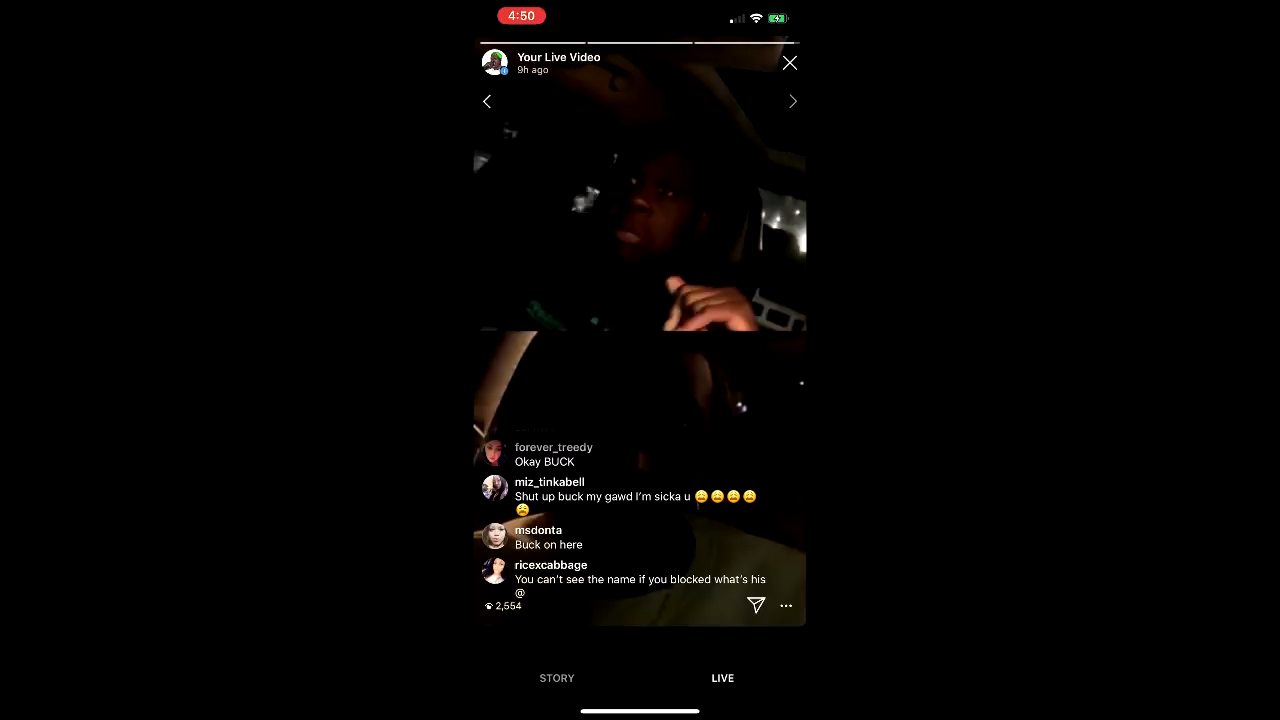 4:50
Your Live Video
9h ago
forever_treedy
Okay BUCK
miz_tinkabell
Shut up buck my gawd I'm sicka u 😩😩😩😩
😩
msdonta
Buck on here
ricexcabbage
You can't see the name if you blocked what's his
@
2,554
STORY
LIVE